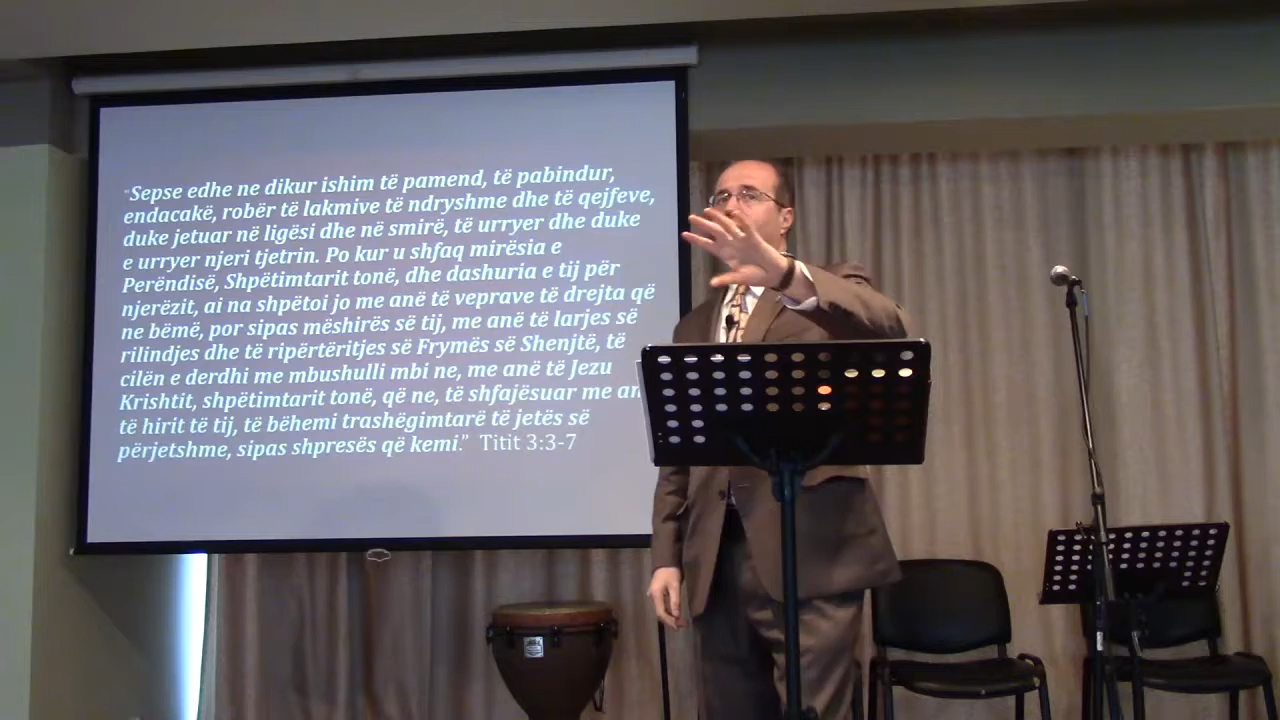 "Sepse edhe ne dikur ishim të pamend, të pabindur,
endacakë, robër të lakmive të ndryshme dhe të qejfeve,
duke jetuar në ligësi dhe në smirë, të urryer dhe duke
e urryer njeri tjetrin. Po kur u shfaq mirësia e
Perëndisë, Shpëtimtarit tonë, dhe dashuria e tij për
njerëzit, ai na shpëtoi jo me anë të veprave të drejta që
ne bëmë, por sipas mëshirës së tij, me anë të larjes së
rilindjes dhe të ripërtëritjes së Frymës së Shenjtë, të
cilën e derdhi me mbushulli mbi ne, me anë të Jezu
Krishtit, shpëtimtarit tonë, që ne, të shfajësuar me an
të hirit të tij, të bëhemi trashëgimtarë të jetës së
përjetshme, sipas shpresës që kemi." Titit 3:3-7